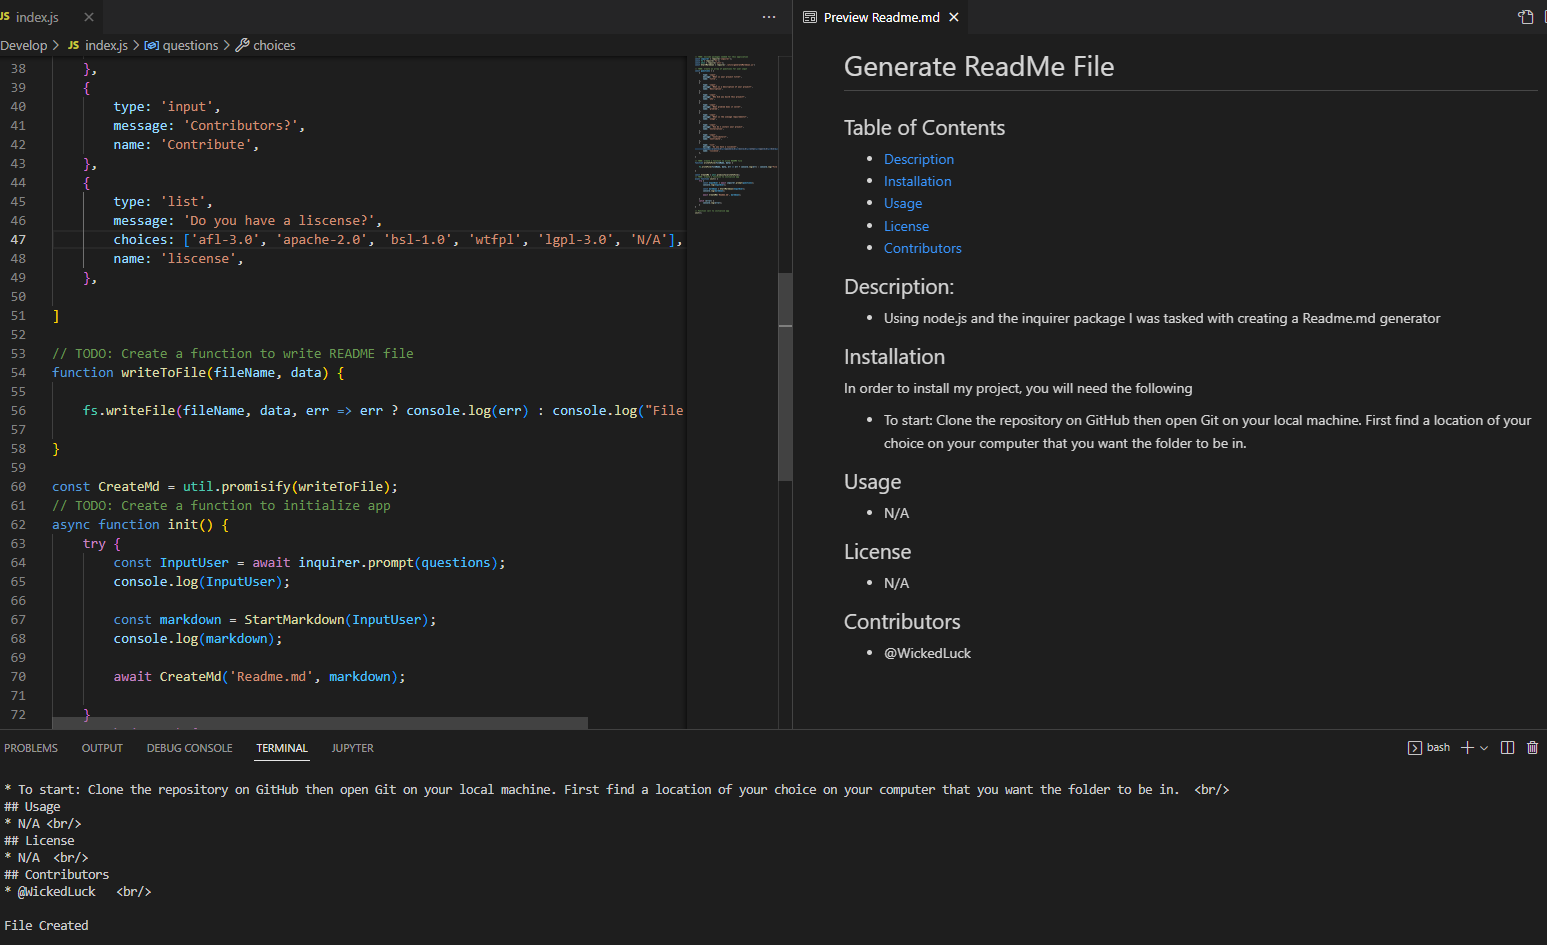 JS index.js ×
Develop > JS index.js > questions > choices
38 },
39 {
40 type: 'input',
41 message: 'Contributors?',
42 name: 'Contribute',
43 },
44 {
45 type: 'list',
46 message: 'Do you have a liscense?',
47 choices: ['afl-3.0', 'apache-2.0', 'bsl-1.0', 'wtfpl', 'lgpl-3.0', 'N/A'],
48 name: 'liscense',
49 },
50
51 ]
52
53 // TODO: Create a function to write README file
54 function writeToFile(fileName, data) {
55
56 fs.writeFile(fileName, data, err => err ? console.log(err) : console.log("File
57
58 }
59
60 const CreateMd = util.promisify(writeToFile);
61 // TODO: Create a function to initialize app
62 async function init() {
63 try {
64 const InputUser = await inquirer.prompt(questions);
65 console.log(InputUser);
66
67 const markdown = StartMarkdown(InputUser);
68 console.log(markdown);
69
70 await CreateMd('Readme.md', markdown);
71
72 }
Preview Readme.md ×
Generate ReadMe File
Table of Contents
• Description
• Installation
• Usage
• License
• Contributors
Description:
• Using node.js and the inquirer package I was tasked with creating a Readme.md generator
Installation
In order to install my project, you will need the following
• To start: Clone the repository on GitHub then open Git on your local machine. First find a location of your
choice on your computer that you want the folder to be in.
Usage
• N/A
License
• N/A
Contributors
• @WickedLuck
PROBLEMS OUTPUT DEBUG CONSOLE TERMINAL JUPYTER
bash
* To start: Clone the repository on GitHub then open Git on your local machine. First find a location of your choice on your computer that you want the folder to be in.  <br/>
## Usage
* N/A <br/>
## License
* N/A  <br/>
## Contributors
* @WickedLuck   <br/>
File Created